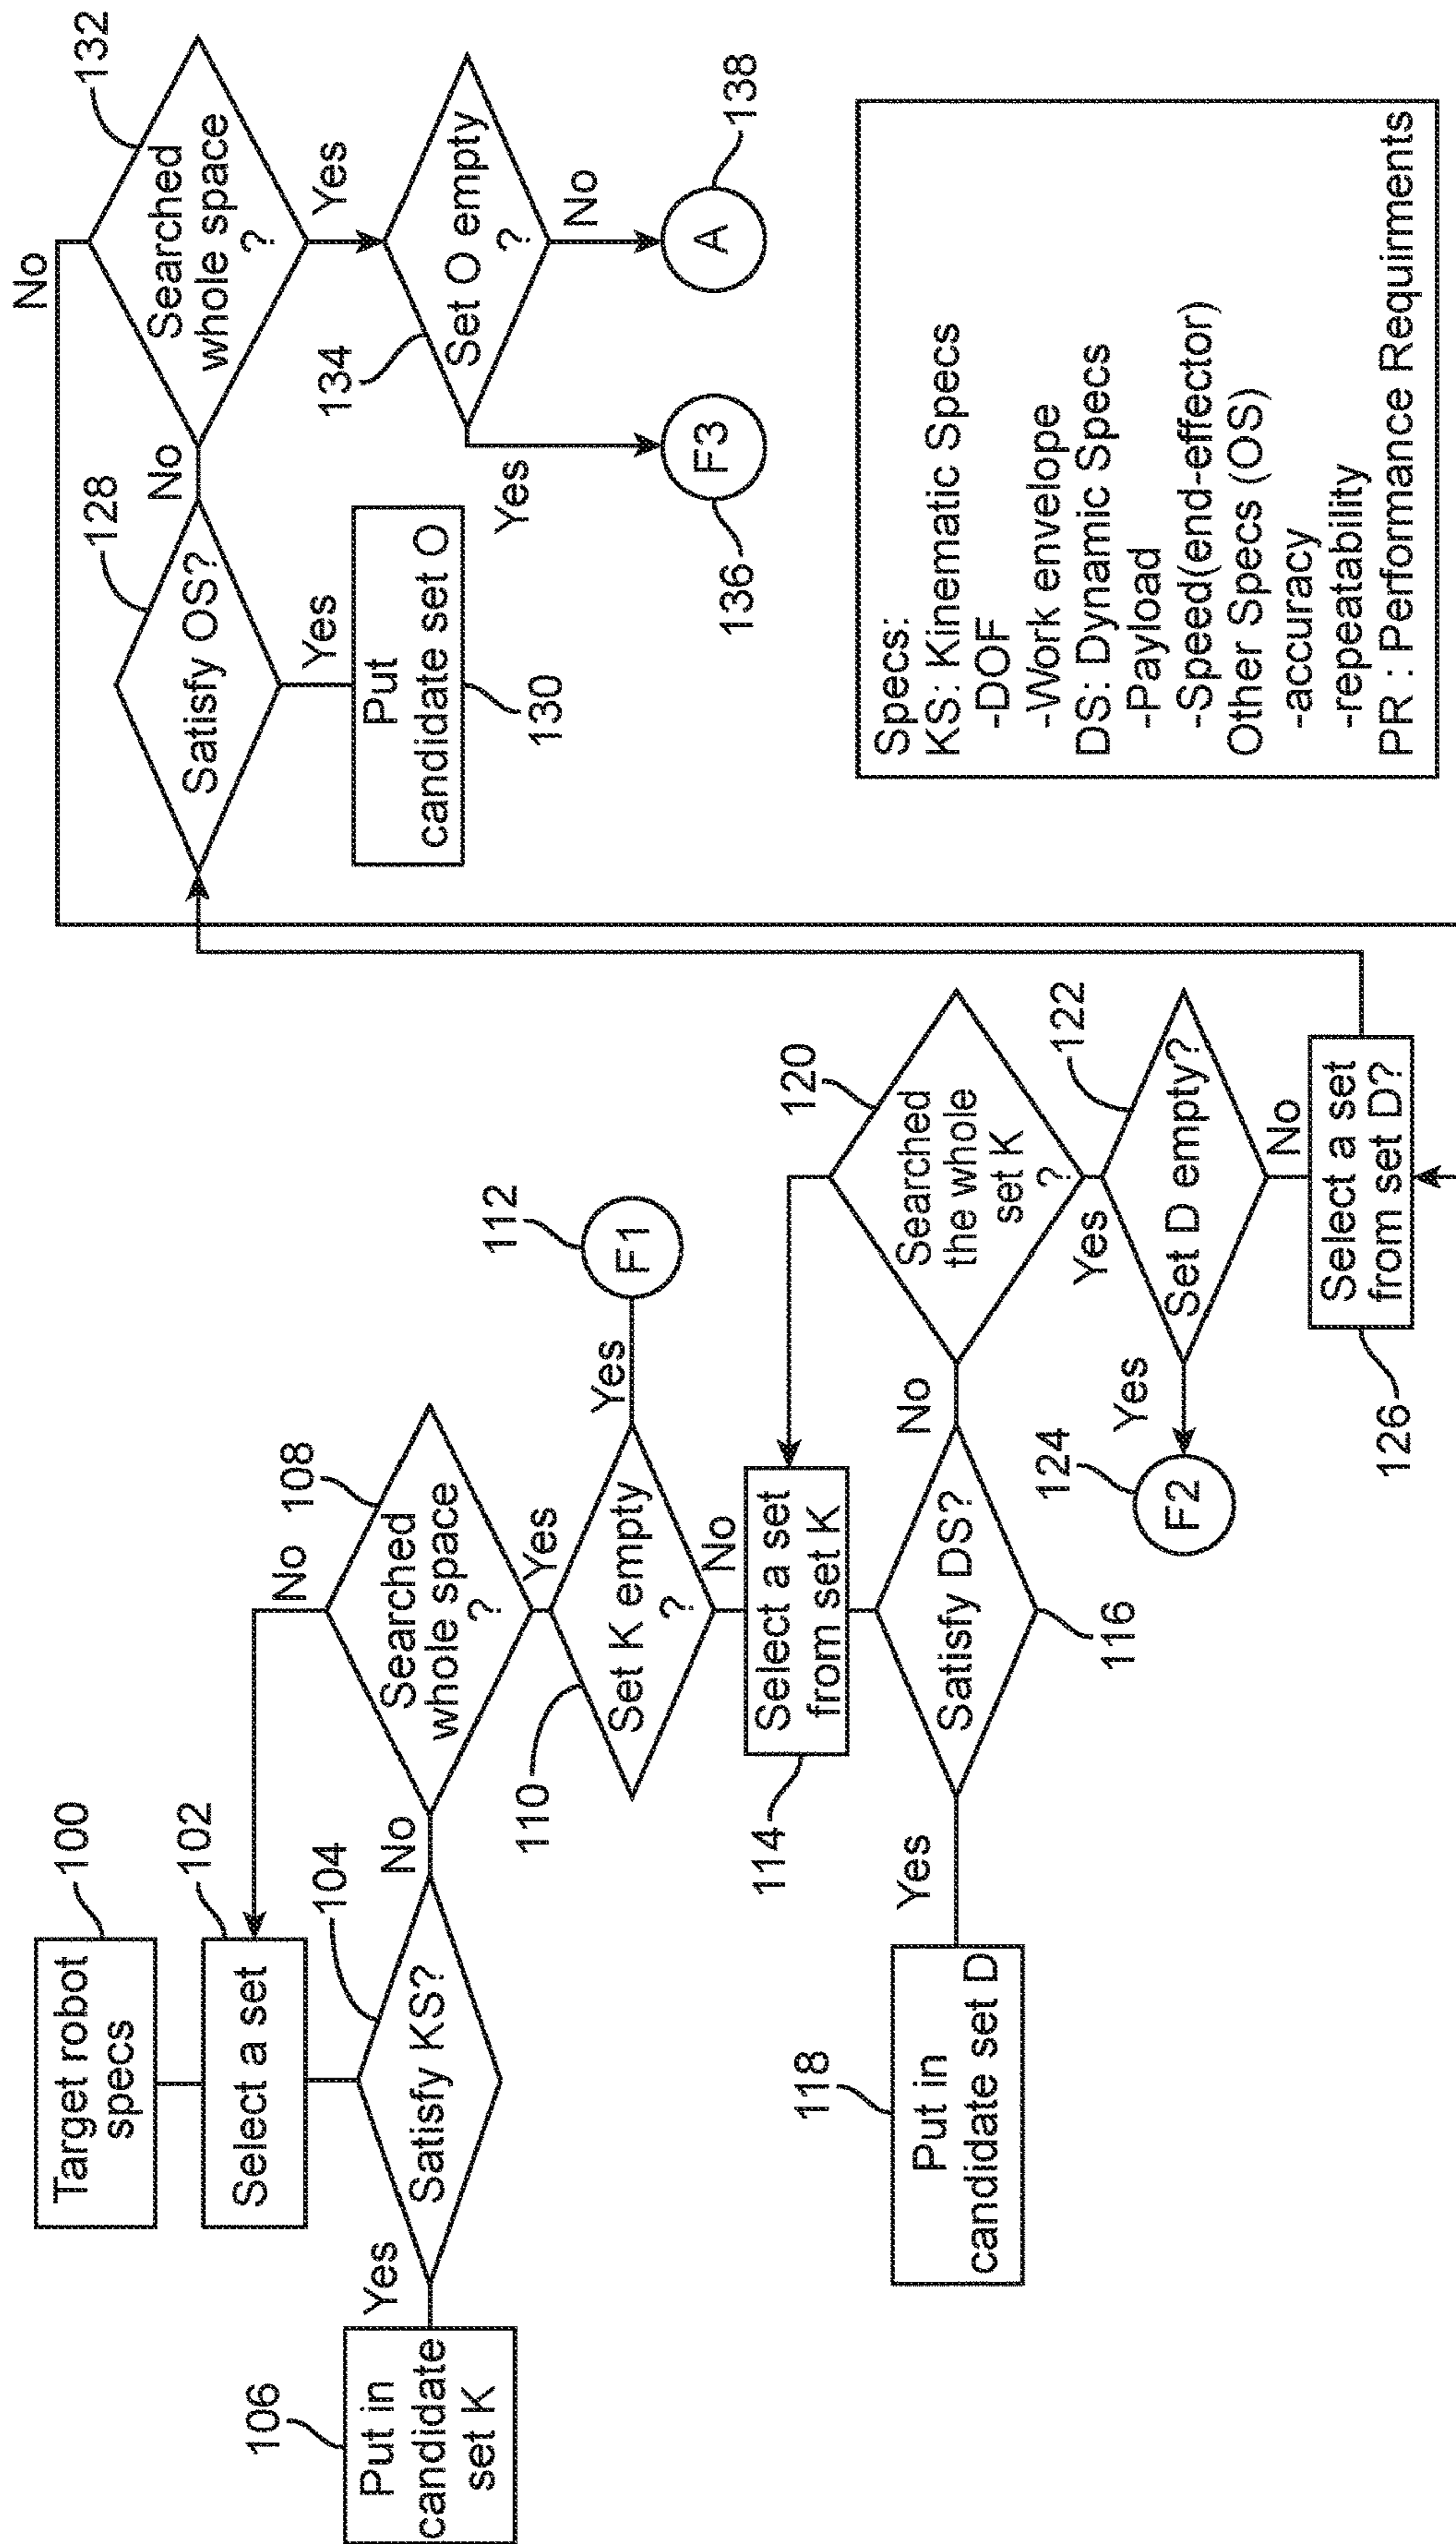 100
Target robot
specs
102
Select a set
104
Satisfy KS?
Yes
106
Put in
candidate
set K
No
108
Searched
whole space
?
No
Yes
110
Set K empty
?
Yes
112
F1
No
114
Select a set
from set K
Satisfy DS?
116
Yes
118
Put in
candidate set D
No
120
Searched
the whole
set K
?
Yes
122
Set D empty?
Yes
124
F2
No
126
Select a set
from set D?
128
Satisfy OS?
Yes
130
Put
candidate set O
No
132
Searched
whole space
?
No
Yes
134
Set O empty
?
Yes
136
F3
No
138
A
Specs:
KS: Kinematic Specs
-DOF
-Work envelope
DS: Dynamic Specs
-Payload
-Speed(end-effector)
Other Specs (OS)
-accuracy
-repeatability
PR : Performance Requirments